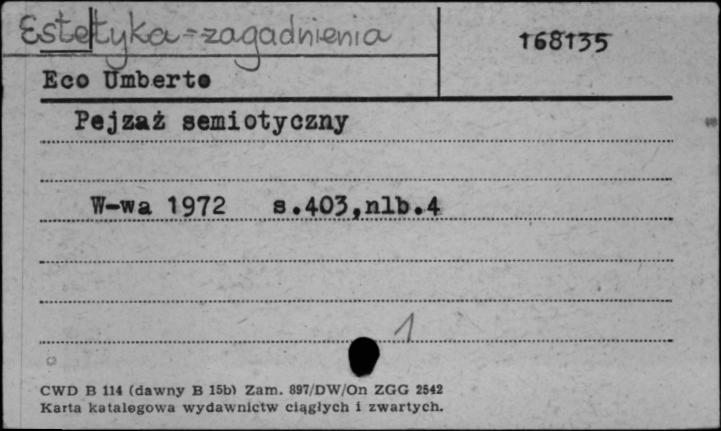 Estetyka - zagadnienia
168135
Eco Umberto
Pejzaż semiotyczny
W-wa 1972 s.403,nlb.4
1
CWD B 114 (dawny B 15b) Zam. 897/DW/On ZGG 2542
Karta katalogowa wydawnictw ciągłych i zwartych.